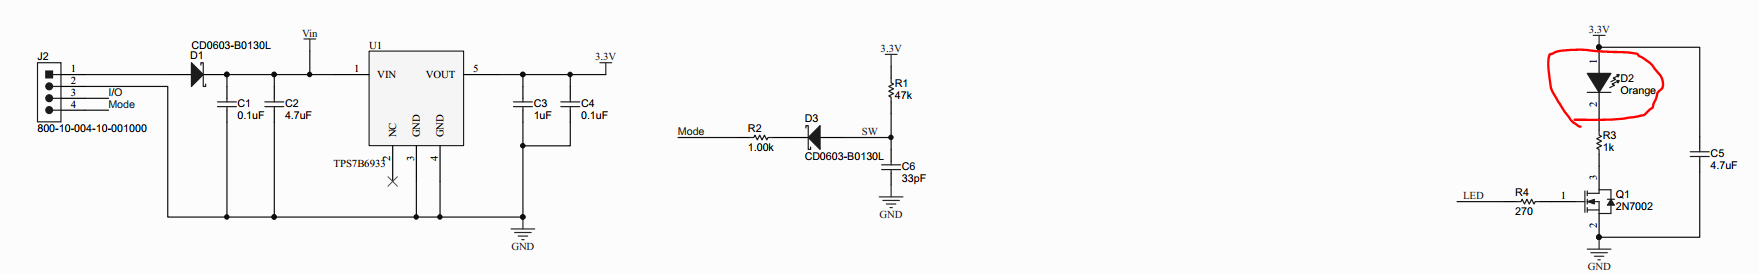 J2
1
2
3
4
I/O
Mode
800-10-004-10-001000
CD0603-B0130L
D1
C1
0.1uF
C2
4.7uF
Vin
U1
1
VIN
VOUT
5
NC
GND
GND
TPS7B6933
2
3
4
C3
1uF
C4
0.1uF
3.3V
GND
Mode
R2
1.00k
D3
CD0603-B0130L
SW
3.3V
R1
47k
C6
33pF
GND
3.3V
1
D2
Orange
2
R3
1k
3
LED
R4
270
1
Q1
2N7002
2
C5
4.7uF
GND